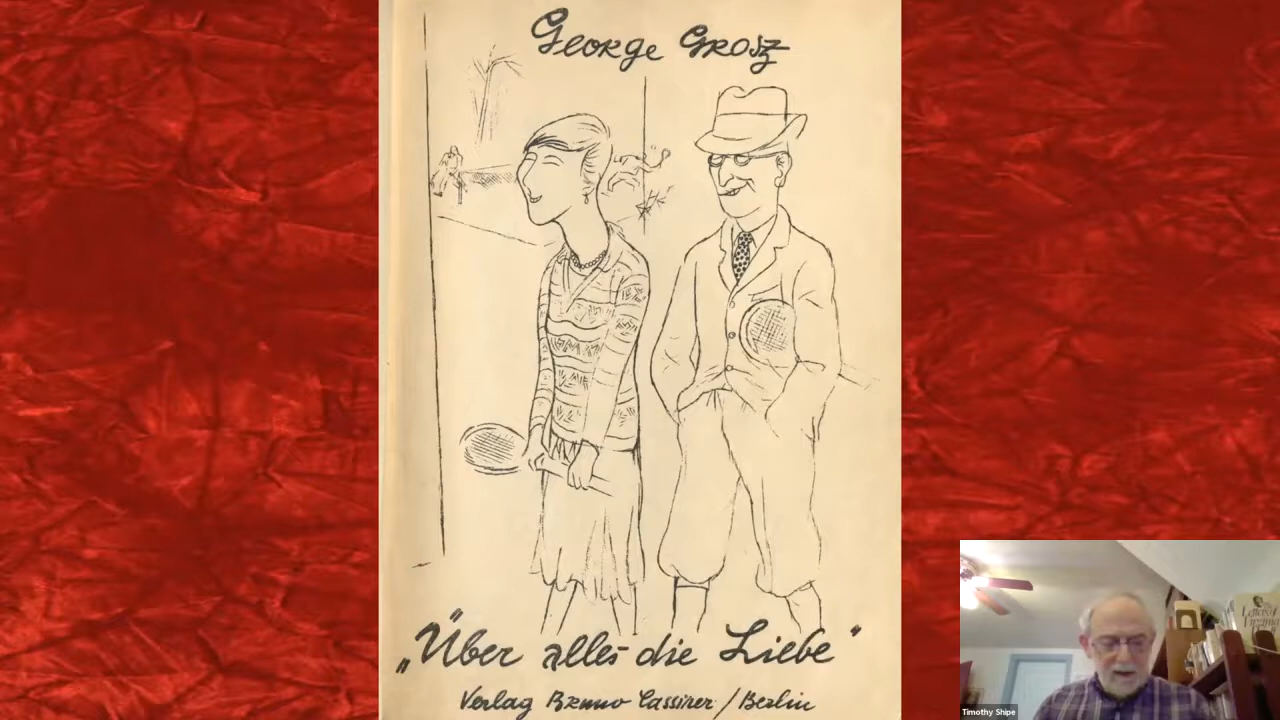 George Grosz
„Über alles die Liebe"
Verlag Bruno Cassirer / Berlin
Timothy Shipe